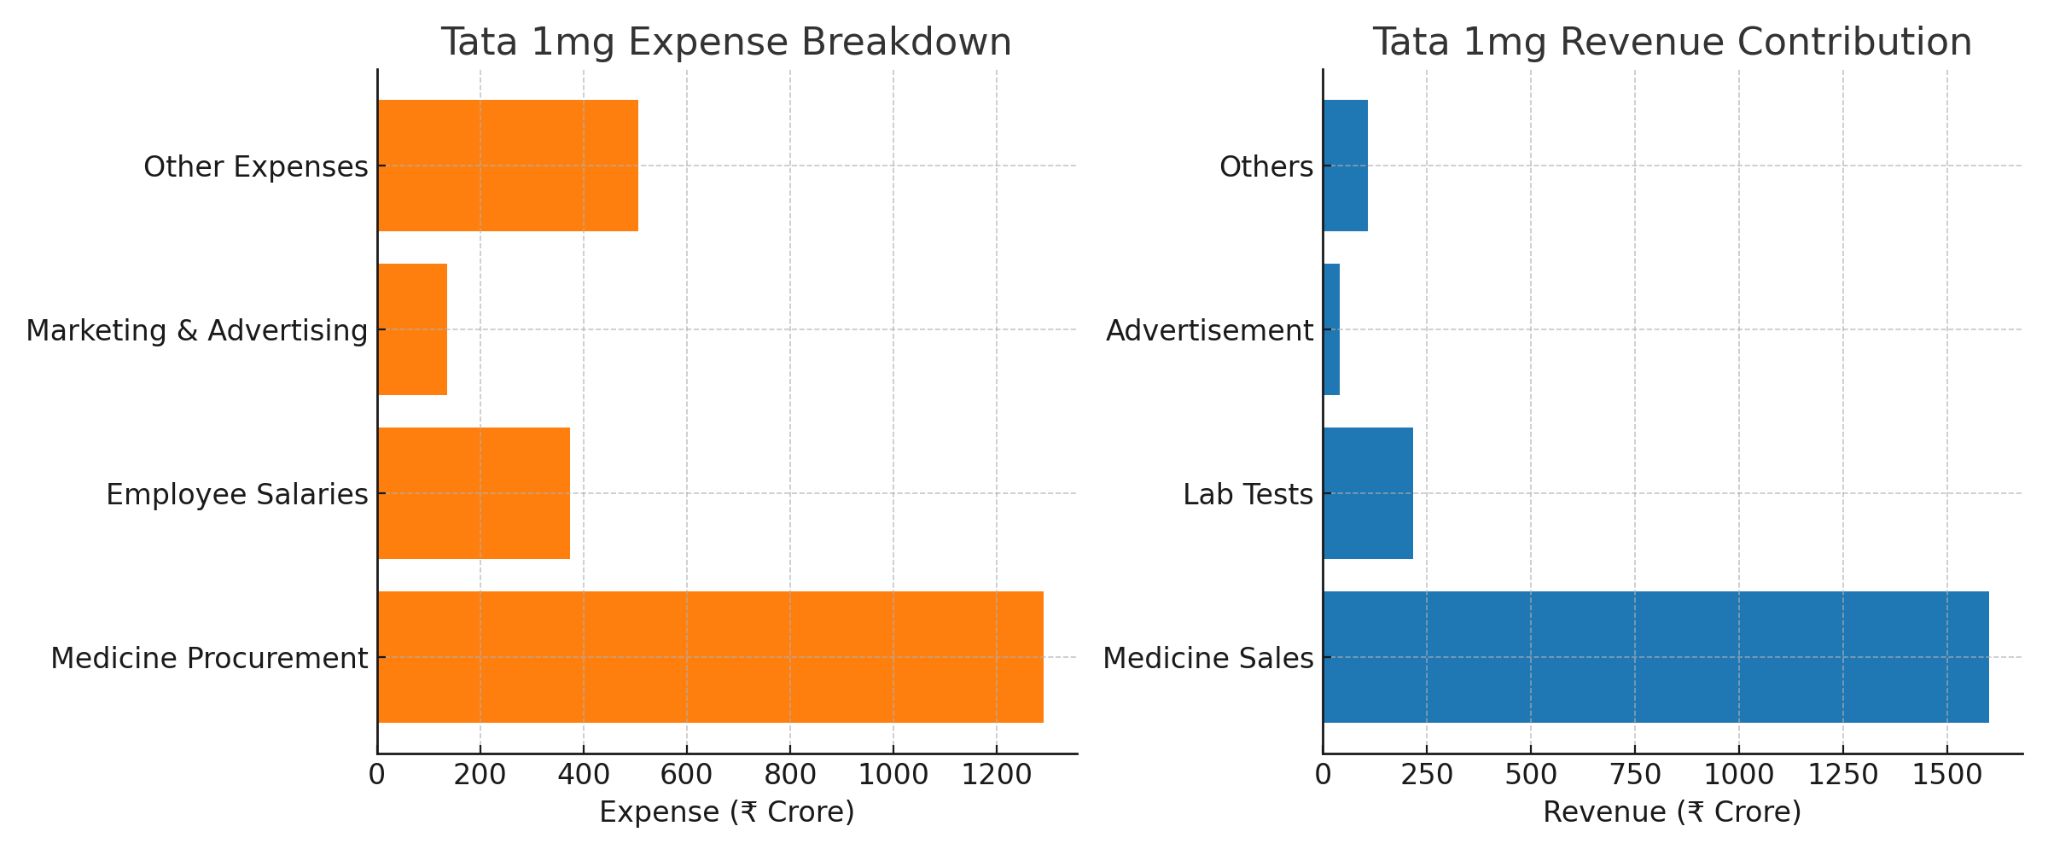 Tata 1mg Expense Breakdown
Other Expenses
Marketing & Advertising
Employee Salaries
Medicine Procurement
0 200 400 600 800 1000 1200
Expense (₹ Crore)
Tata 1mg Revenue Contribution
Others
Advertisement
Lab Tests
Medicine Sales
0 250 500 750 1000 1250 1500
Revenue (₹ Crore)